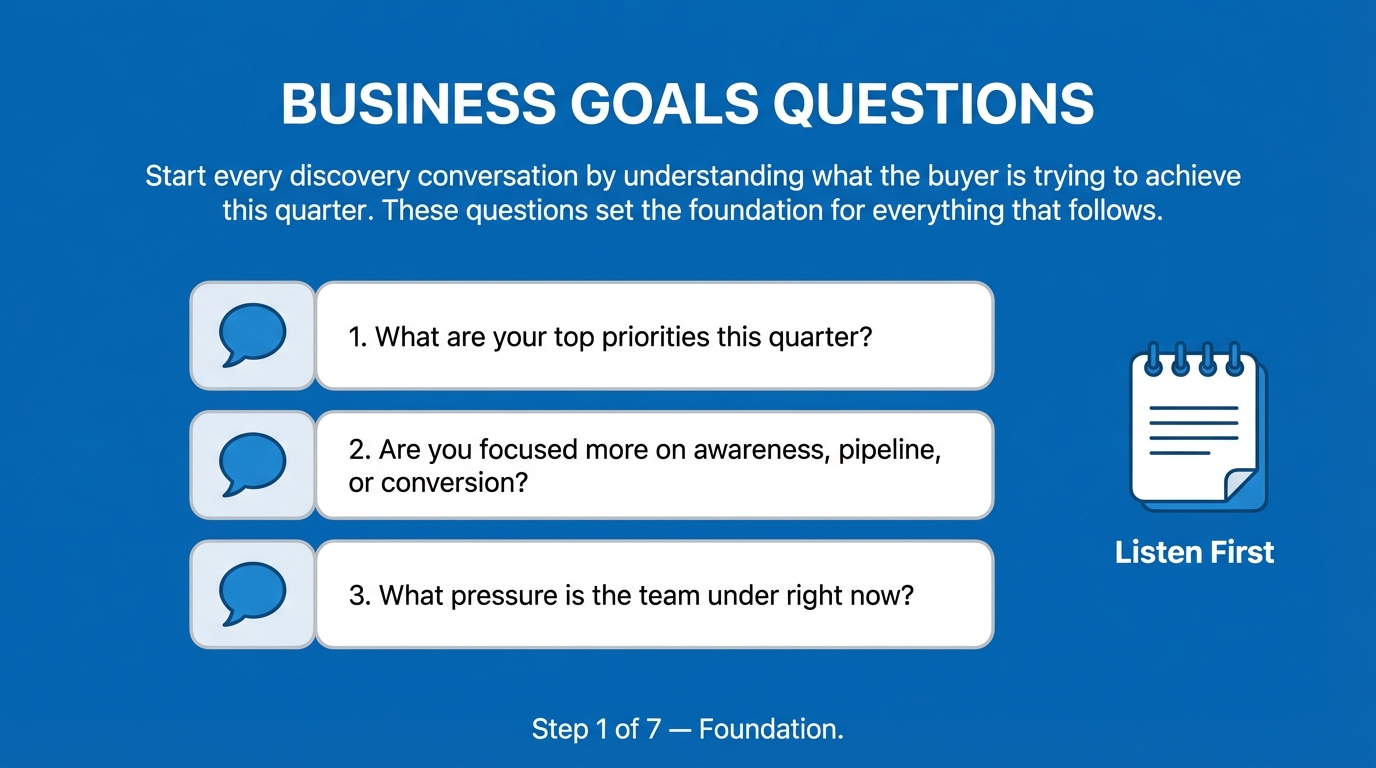 BUSINESS GOALS QUESTIONS
Start every discovery conversation by understanding what the buyer is trying to achieve
this quarter. These questions set the foundation for everything that follows.
1. What are your top priorities this quarter?
2. Are you focused more on awareness, pipeline,
or conversion?
3. What pressure is the team under right now?
Listen First
Step 1 of 7 — Foundation.